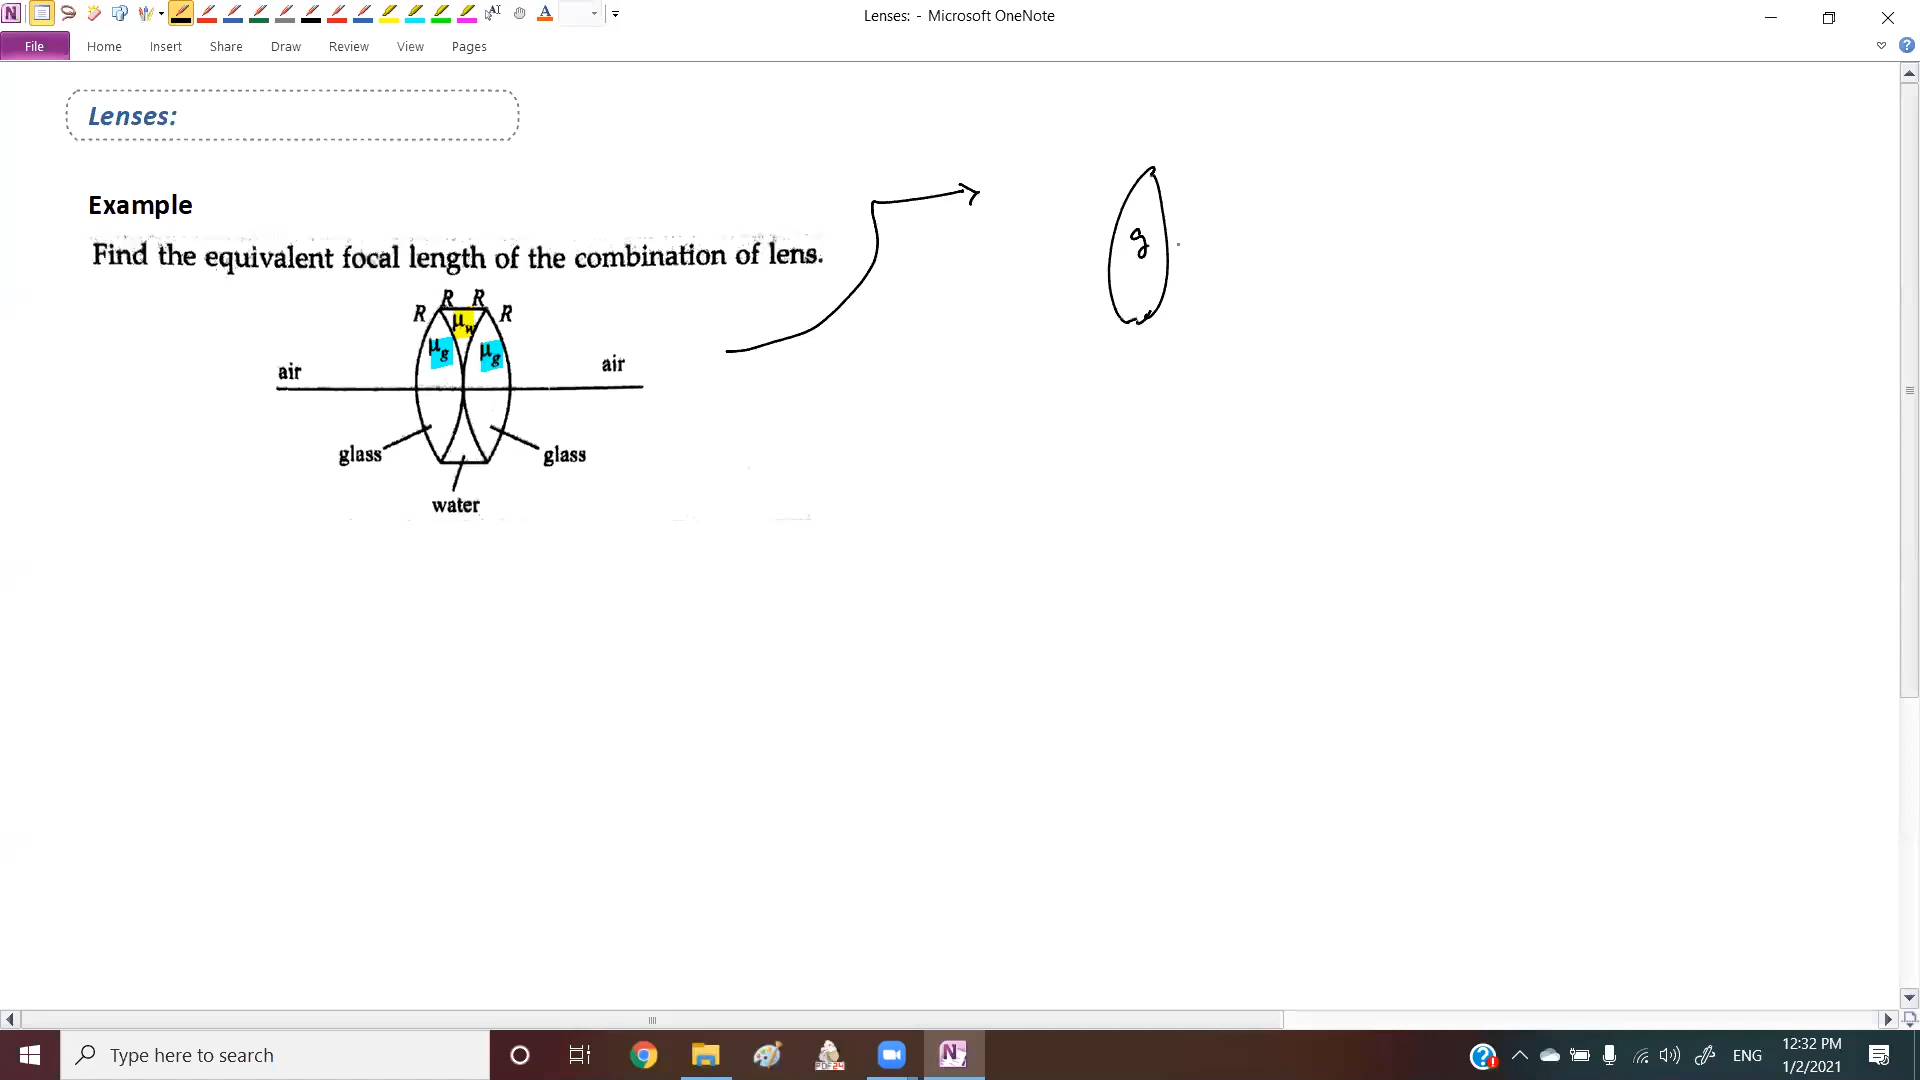 Lenses: - Microsoft OneNote
File Home Insert Share Draw Review View Pages
Lenses:
Example
Find the equivalent focal length of the combination of lens.
R R R R
μw
μg μg
air air
glass glass
water
g
Type here to search
ENG
12:32 PM
1/2/2021